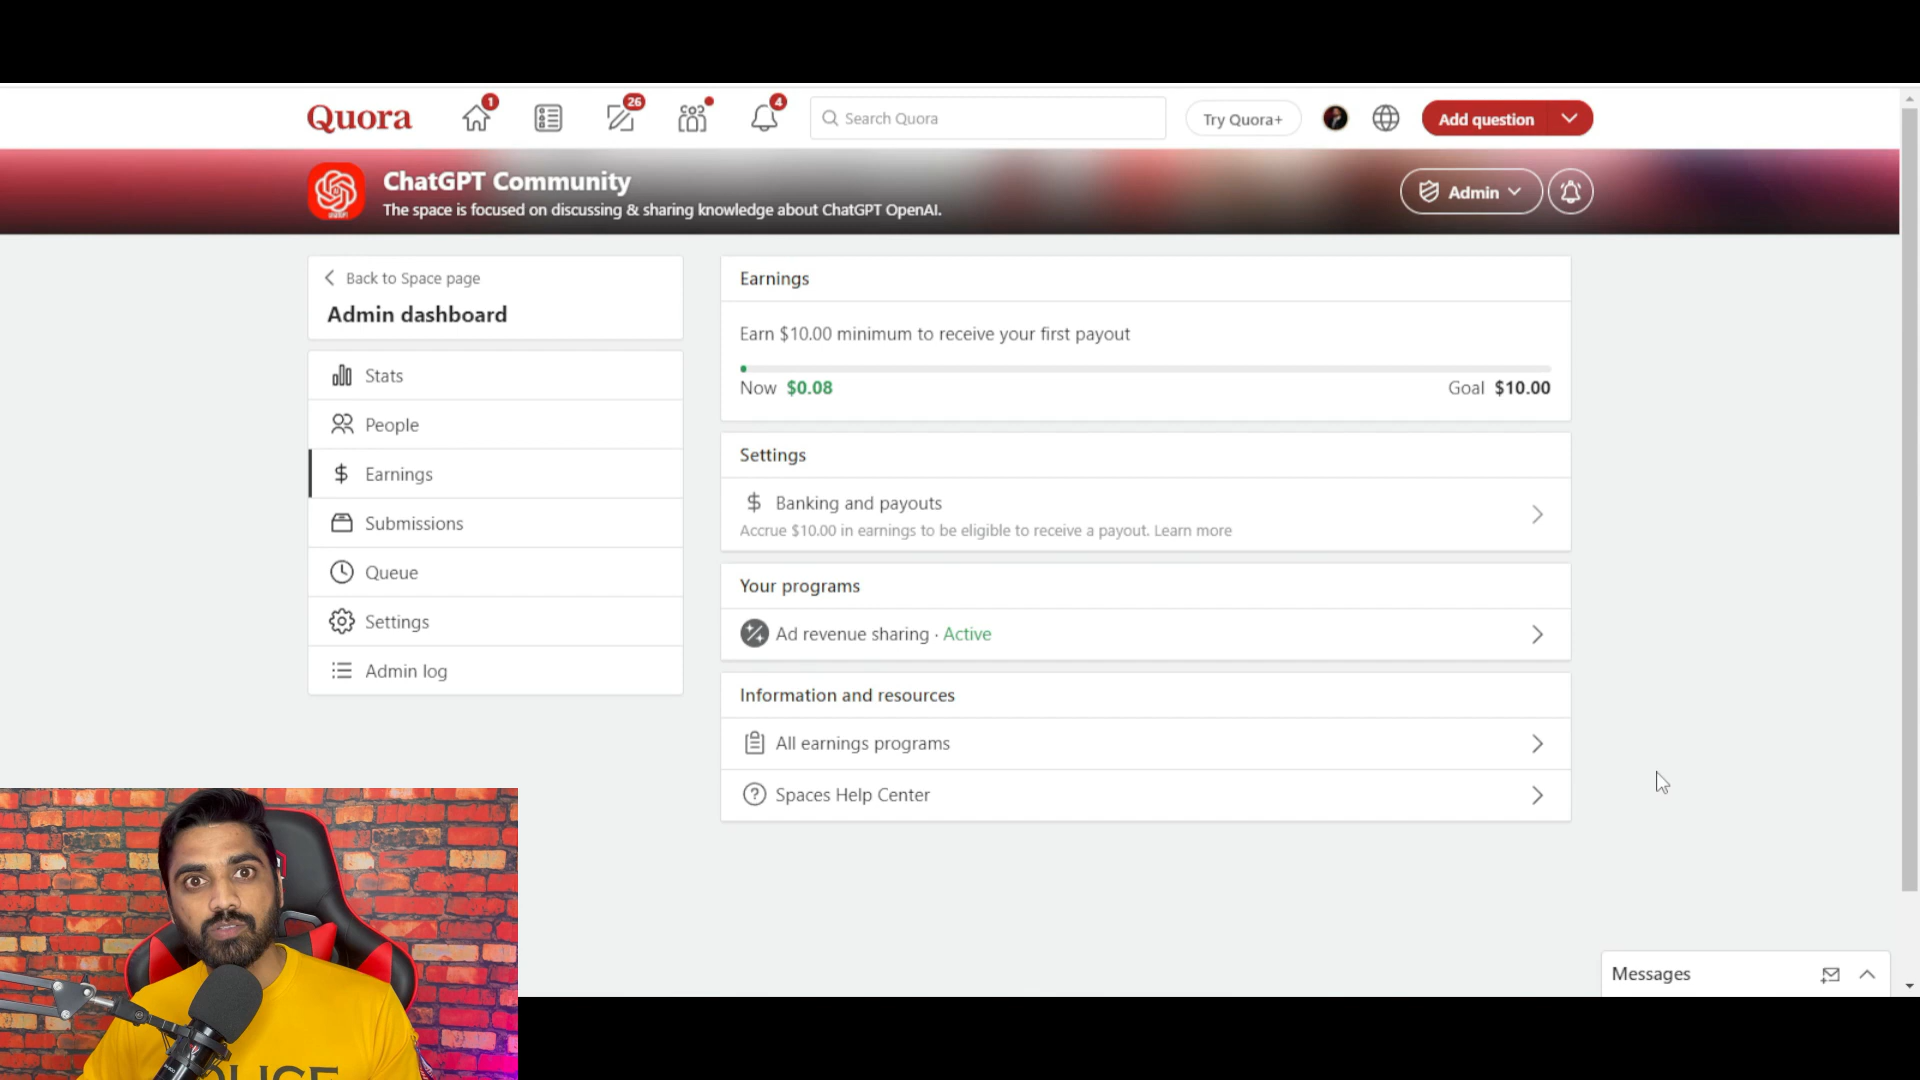 Quora
1
26
4
Search Quora
Try Quora+
Add question
ChatGPT Community
The space is focused on discussing & sharing knowledge about ChatGPT OpenAI.
Admin
Back to Space page
Admin dashboard
Stats
People
Earnings
Submissions
Queue
Settings
Admin log
Earnings
Earn $10.00 minimum to receive your first payout
Now $0.08
Goal $10.00
Settings
Banking and payouts
Accrue $10.00 in earnings to be eligible to receive a payout. Learn more
Your programs
Ad revenue sharing · Active
Information and resources
All earnings programs
Spaces Help Center
Messages